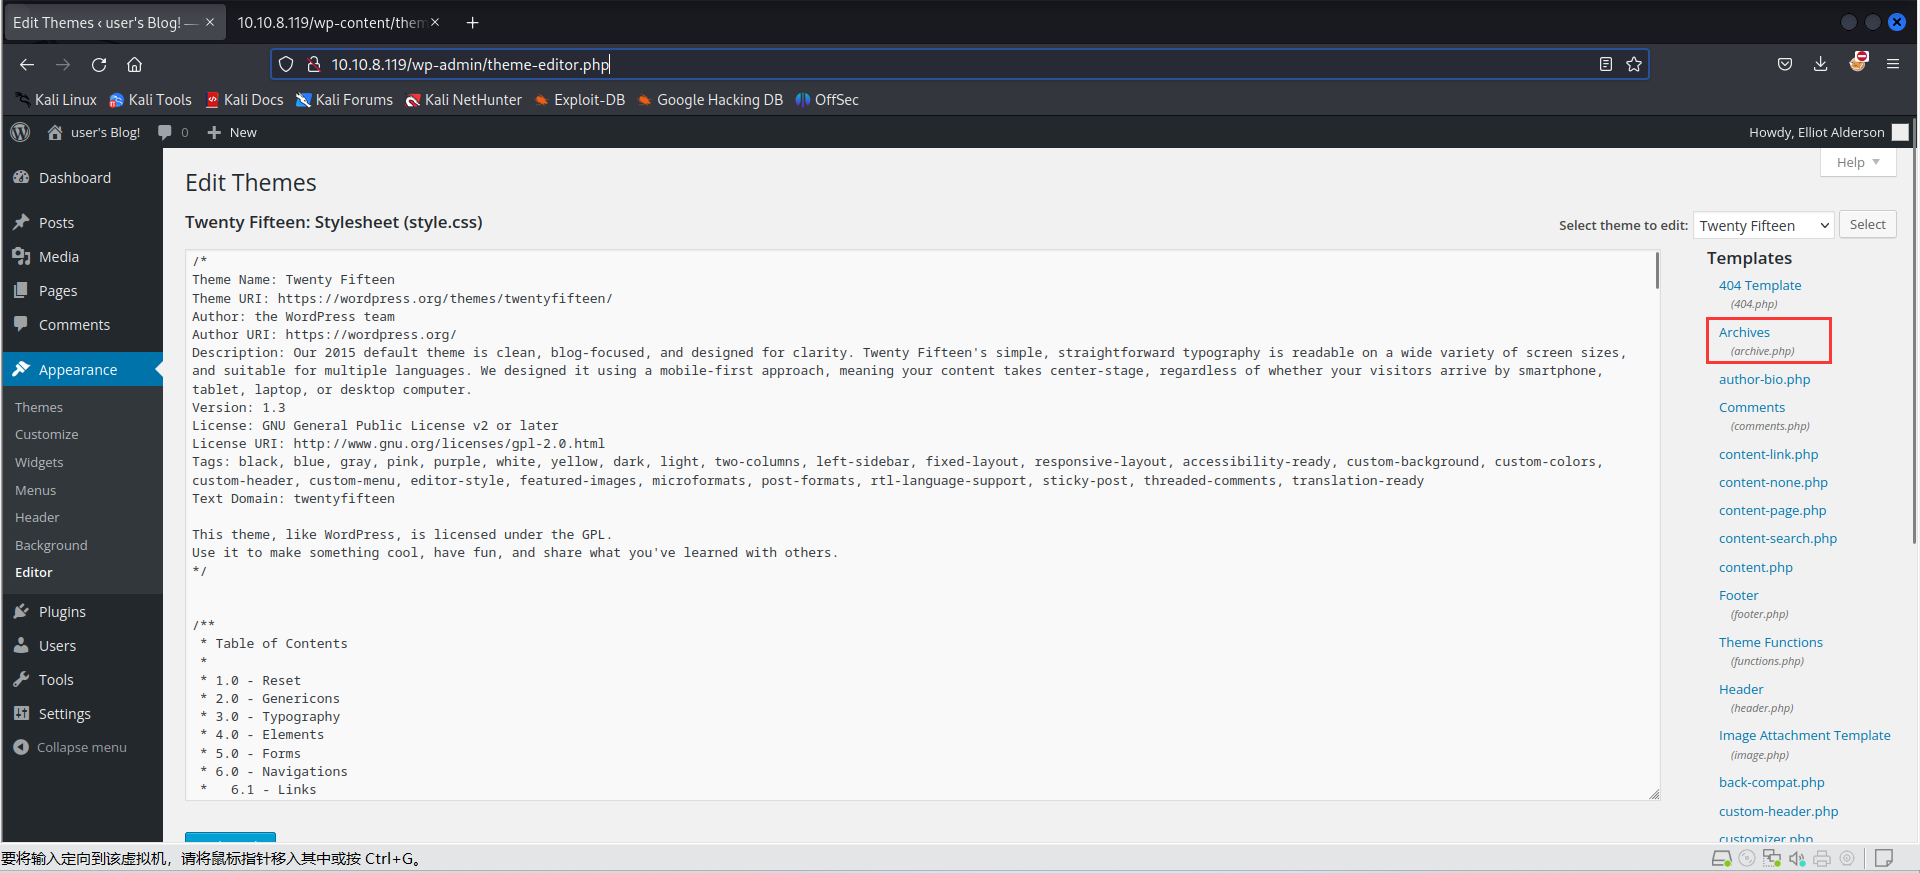 Edit Themes ‹ user's Blog! —
10.10.8.119/wp-content/them
10.10.8.119/wp-admin/theme-editor.php
Kali Linux Kali Tools Kali Docs Kali Forums Kali NetHunter Exploit-DB Google Hacking DB OffSec
user's Blog! 0 New Howdy, Elliot Alderson
Help
Dashboard
Posts
Media
Pages
Comments
Appearance
Themes
Customize
Widgets
Menus
Header
Background
Editor
Plugins
Users
Tools
Settings
Collapse menu
Edit Themes
Twenty Fifteen: Stylesheet (style.css)
Select theme to edit: Twenty Fifteen Select
/*
Theme Name: Twenty Fifteen
Theme URI: https://wordpress.org/themes/twentyfifteen/
Author: the WordPress team
Author URI: https://wordpress.org/
Description: Our 2015 default theme is clean, blog-focused, and designed for clarity. Twenty Fifteen's simple, straightforward typography is readable on a wide variety of screen sizes,
and suitable for multiple languages. We designed it using a mobile-first approach, meaning your content takes center-stage, regardless of whether your visitors arrive by smartphone,
tablet, laptop, or desktop computer.
Version: 1.3
License: GNU General Public License v2 or later
License URI: http://www.gnu.org/licenses/gpl-2.0.html
Tags: black, blue, gray, pink, purple, white, yellow, dark, light, two-columns, left-sidebar, fixed-layout, responsive-layout, accessibility-ready, custom-background, custom-colors,
custom-header, custom-menu, editor-style, featured-images, microformats, post-formats, rtl-language-support, sticky-post, threaded-comments, translation-ready
Text Domain: twentyfifteen
This theme, like WordPress, is licensed under the GPL.
Use it to make something cool, have fun, and share what you've learned with others.
*/
/**
* Table of Contents
*
* 1.0 - Reset
* 2.0 - Genericons
* 3.0 - Typography
* 4.0 - Elements
* 5.0 - Forms
* 6.0 - Navigations
* 6.1 - Links
Templates
404 Template
(404.php)
Archives
(archive.php)
author-bio.php
Comments
(comments.php)
content-link.php
content-none.php
content-page.php
content-search.php
content.php
Footer
(footer.php)
Theme Functions
(functions.php)
Header
(header.php)
Image Attachment Template
(image.php)
back-compat.php
custom-header.php
customizer.php
要将输入定向到该虚拟机，请将鼠标指针移入其中或按 Ctrl+G。